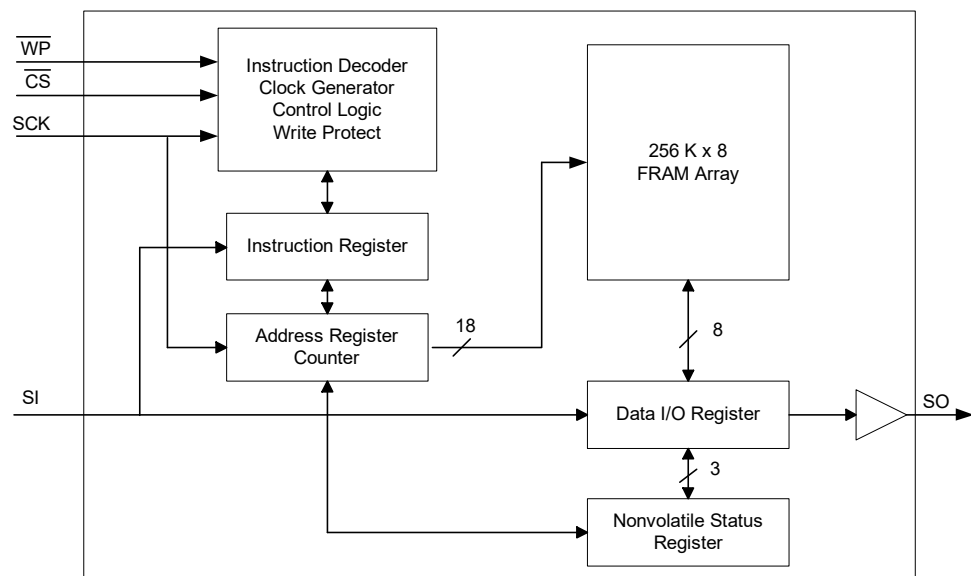 WP
CS
SCK
Instruction Decoder
Clock Generator
Control Logic
Write Protect
256 K x 8
FRAM Array
Instruction Register
Address Register
Counter
18
8
SI
Data I/O Register
SO
3
Nonvolatile Status
Register